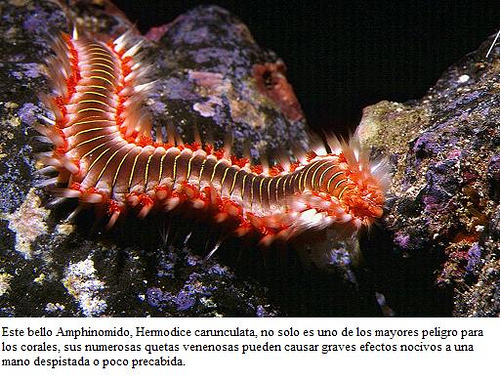 Este bello Amphinomido, Hermodice carunculata, no solo es uno de los mayores peligro para
los corales, sus numerosas quetas venenosas pueden causar graves efectos nocivos a una
mano despistada o poco precabida.